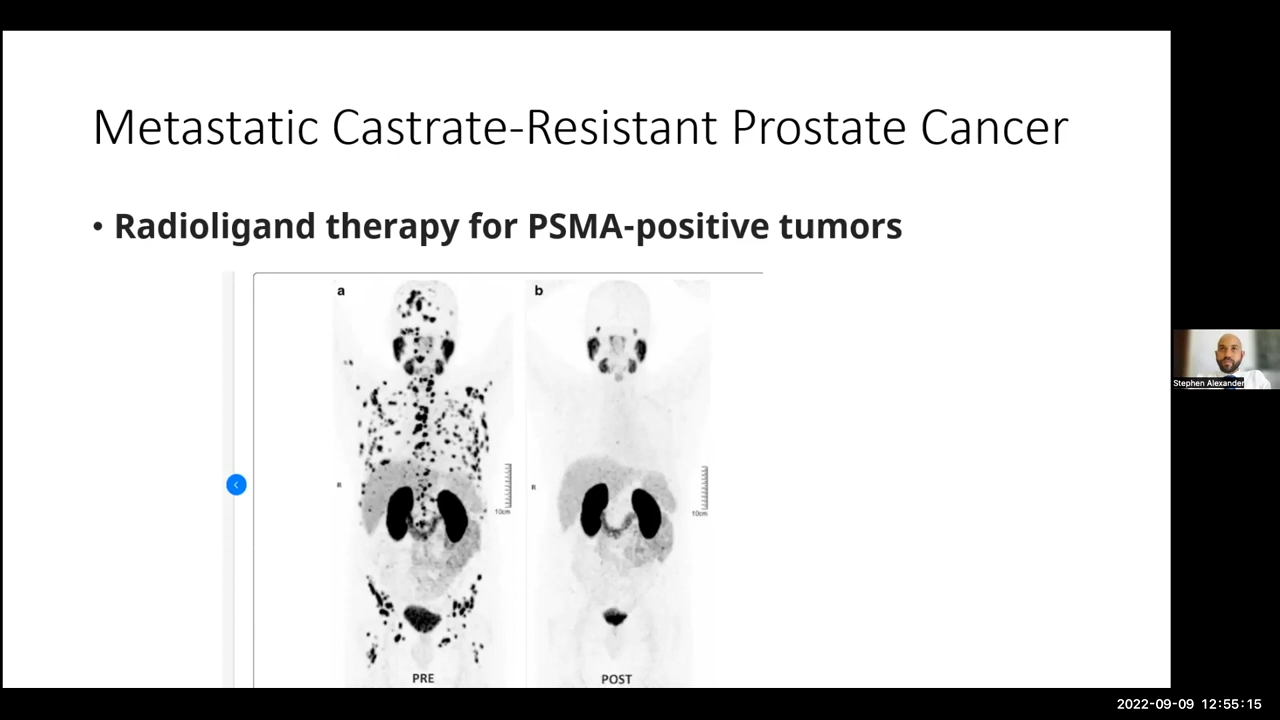 Metastatic Castrate-Resistant Prostate Cancer
• Radioligand therapy for PSMA-positive tumors
a
b
R
10cm
R
10cm
PRE
POST
Stephen Alexander
2022-09-09 12:55:15